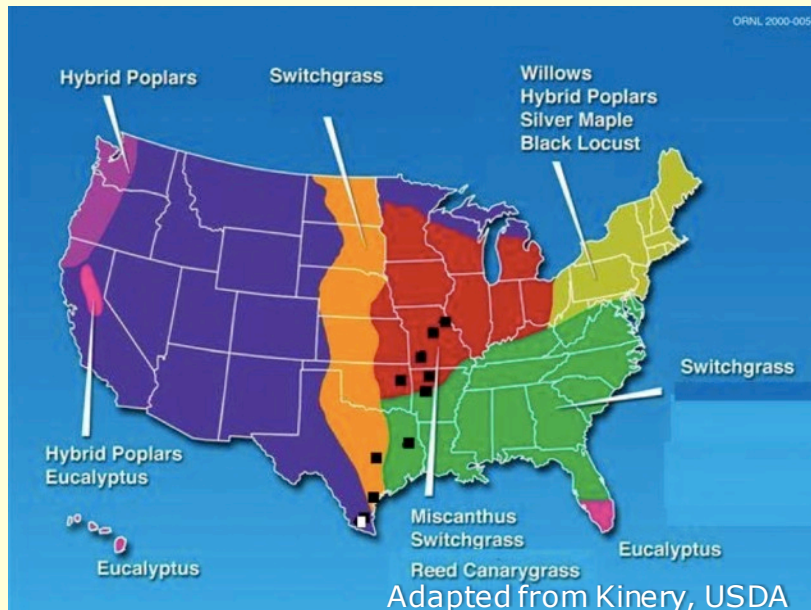 ORNL 2000-005
Hybrid Poplars
Switchgrass
Willows
Hybrid Poplars
Silver Maple
Black Locust
Switchgrass
Hybrid Poplars
Eucalyptus
Miscanthus
Switchgrass
Reed Canarygrass
Eucalyptus
Eucalyptus
Adapted from Kinery, USDA